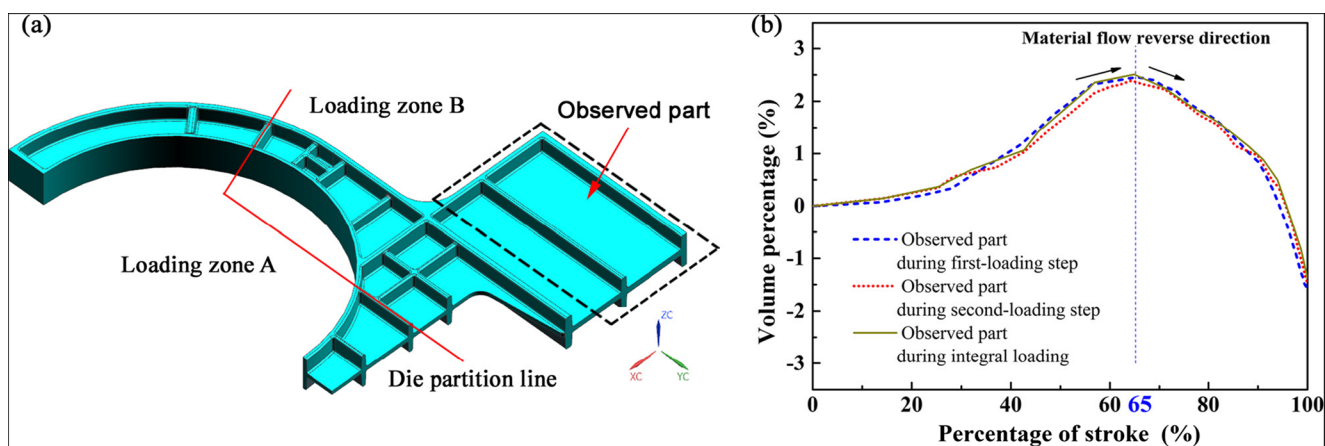 (a)
Loading zone B
Observed part
Loading zone A
Die partition line
ZC
XC
YC
(b)
Material flow reverse direction
Volume percentage (%)
3
2
1
0
-1
-2
-3
Observed part
during first-loading step
Observed part
during second-loading step
Observed part
during integral loading
0 20 40 60 65 80 100
Percentage of stroke (%)